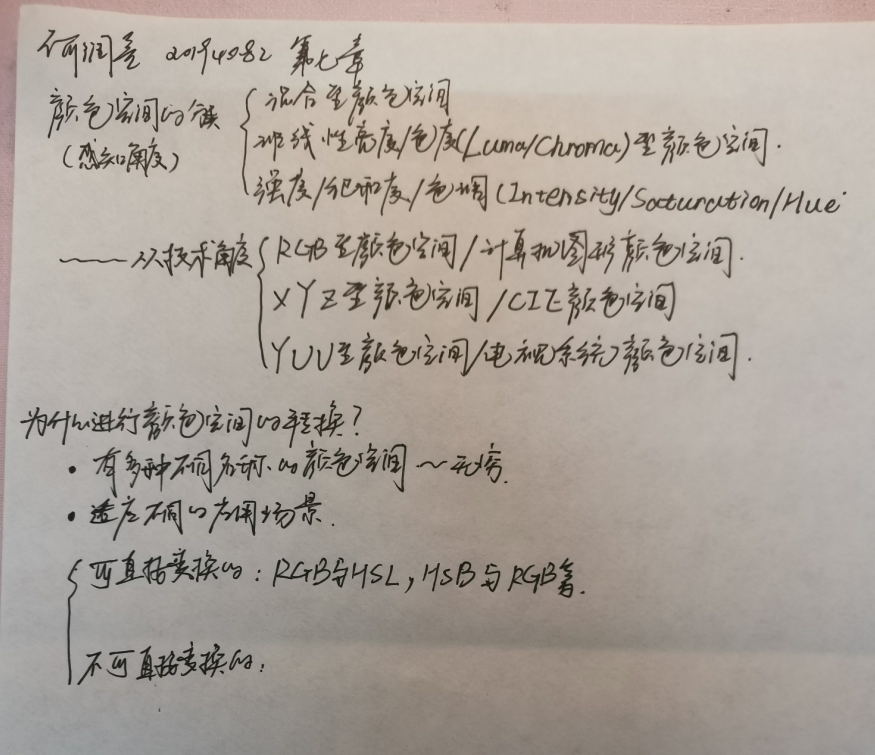 第七章
颜色空间的分类
混合型颜色空间
(感知角度)
非线性亮度/色度(Luma/Chroma)型颜色空间.
强度/饱和度/色调(Intensity/Saturation/Hue
—— 从技术角度
RGB型颜色空间/计算机图形颜色空间.
XYZ型颜色空间/CIE颜色空间
YUV型颜色空间/电视系统颜色空间.
为什么进行颜色空间的转换?
• 有多种不同名称的颜色空间~无穷.
• 适应不同的应用场景.
可直接变换的: RGB与HSL, HSB与RGB等.
不可直接变换的: